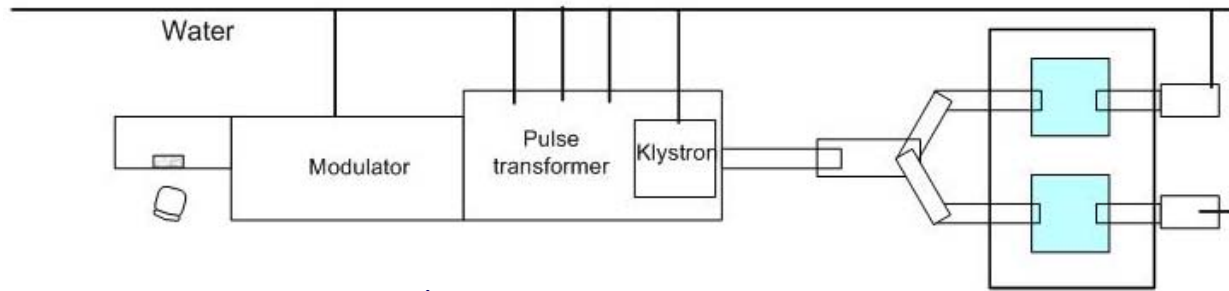 Water
Modulator
Pulse
transformer
Klystron